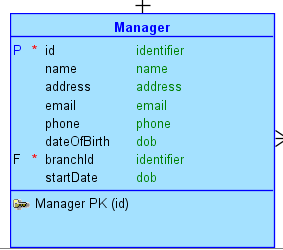 Manager
P * id identifier
name name
address address
email email
phone phone
dateOfBirth dob
F * branchId identifier
startDate dob
Manager PK (id)